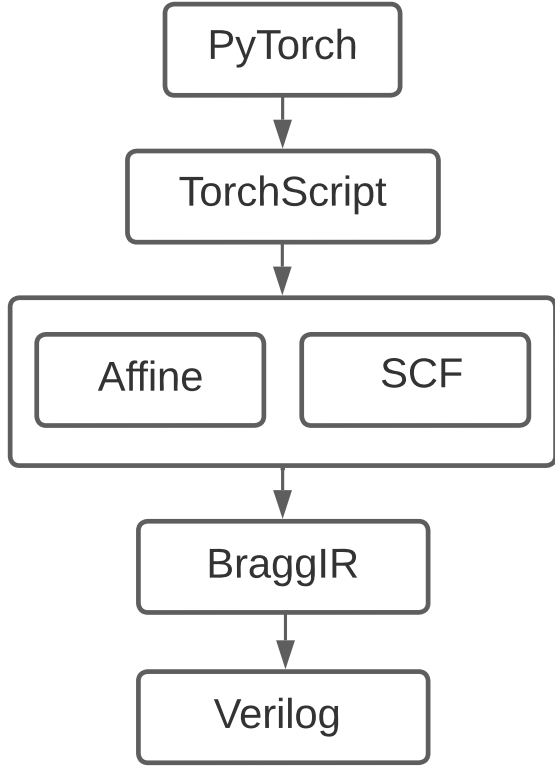 PyTorch
TorchScript
Affine
SCF
BraggIR
Verilog